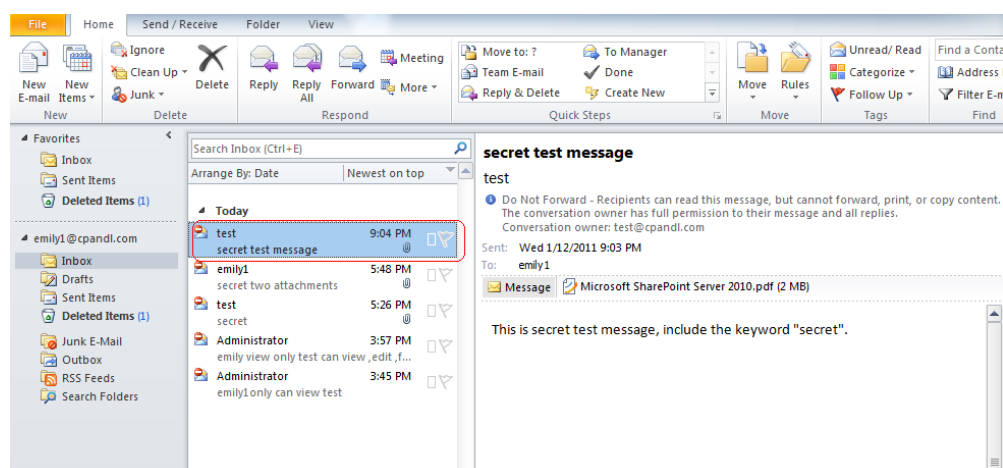 File Home Send / Receive Folder View
Ignore
Clean Up
Junk
New E-mail
New Items
Delete
Reply
Reply All
Forward
Meeting
More
Move to: ?
Team E-mail
Reply & Delete
To Manager
Done
Create New
Move
Rules
Unread/ Read
Categorize
Follow Up
Find a Conta
Address
Filter E-m
New Delete Respond Quick Steps Move Tags Find
Favorites
Inbox
Sent Items
Deleted Items (1)
emily1@cpandl.com
Inbox
Drafts
Sent Items
Deleted Items (1)
Junk E-Mail
Outbox
RSS Feeds
Search Folders
Search Inbox (Ctrl+E)
Arrange By: Date Newest on top
Today
test 9:04 PM
secret test message
emily1 5:48 PM
secret two attachments
test 5:26 PM
secret
Administrator 3:57 PM
emily view only test can view ,edit ,f...
Administrator 3:45 PM
emily1only can view test
secret test message
test
Do Not Forward - Recipients can read this message, but cannot forward, print, or copy content.
The conversation owner has full permission to their message and all replies.
Conversation owner: test@cpandl.com
Sent: Wed 1/12/2011 9:03 PM
To: emily1
Message Microsoft SharePoint Server 2010.pdf (2 MB)
This is secret test message, include the keyword "secret".